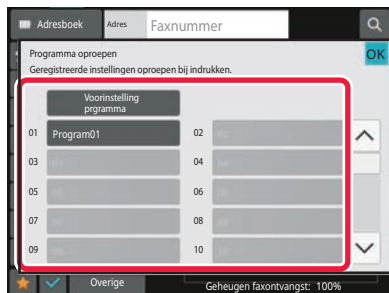 Adresboek
Adres
Faxnummer
Programma oproepen
Geregistreerde instellingen oproepen bij indrukken.
OK
Voorinstelling
prgramma
01 Program01
02
03
04
05
06
07
08
09
10
Overige
Geheugen faxontvangst: 100%